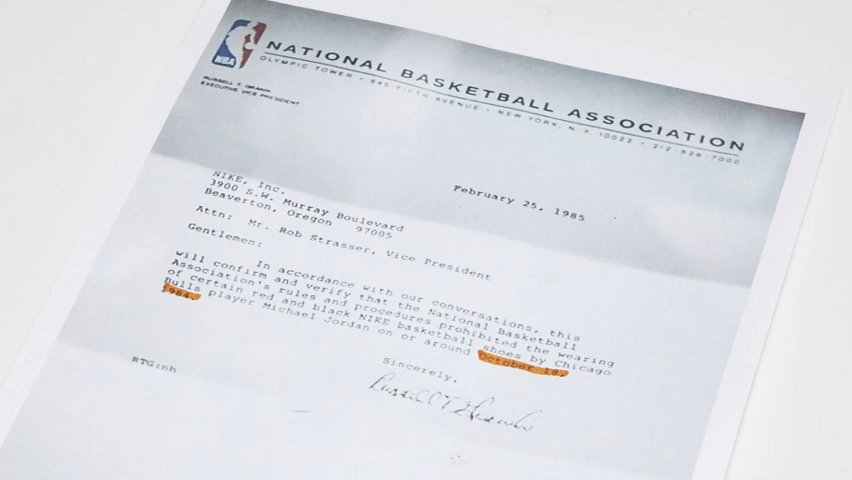 NBA
NATIONAL BASKETBALL ASSOCIATION
OLYMPIC TOWER • 645 FIFTH AVENUE • NEW YORK, N.Y. 10022 • 212-826-7000
RUSSELL T. GRANIK
EXECUTIVE VICE PRESIDENT
February 25, 1985
NIKE, Inc.
3900 S.W. Murray Boulevard
Beaverton, Oregon 97005
Attn: Mr. Rob Strasser, Vice President
Gentlemen:
In accordance with our conversations, this
will confirm and verify that the National Basketball
Association's rules and procedures prohibited the wearing
of certain red and black NIKE basketball shoes by Chicago
Bulls player Michael Jordan on or around October 18,
1984.
Sincerely,
RTG:nh